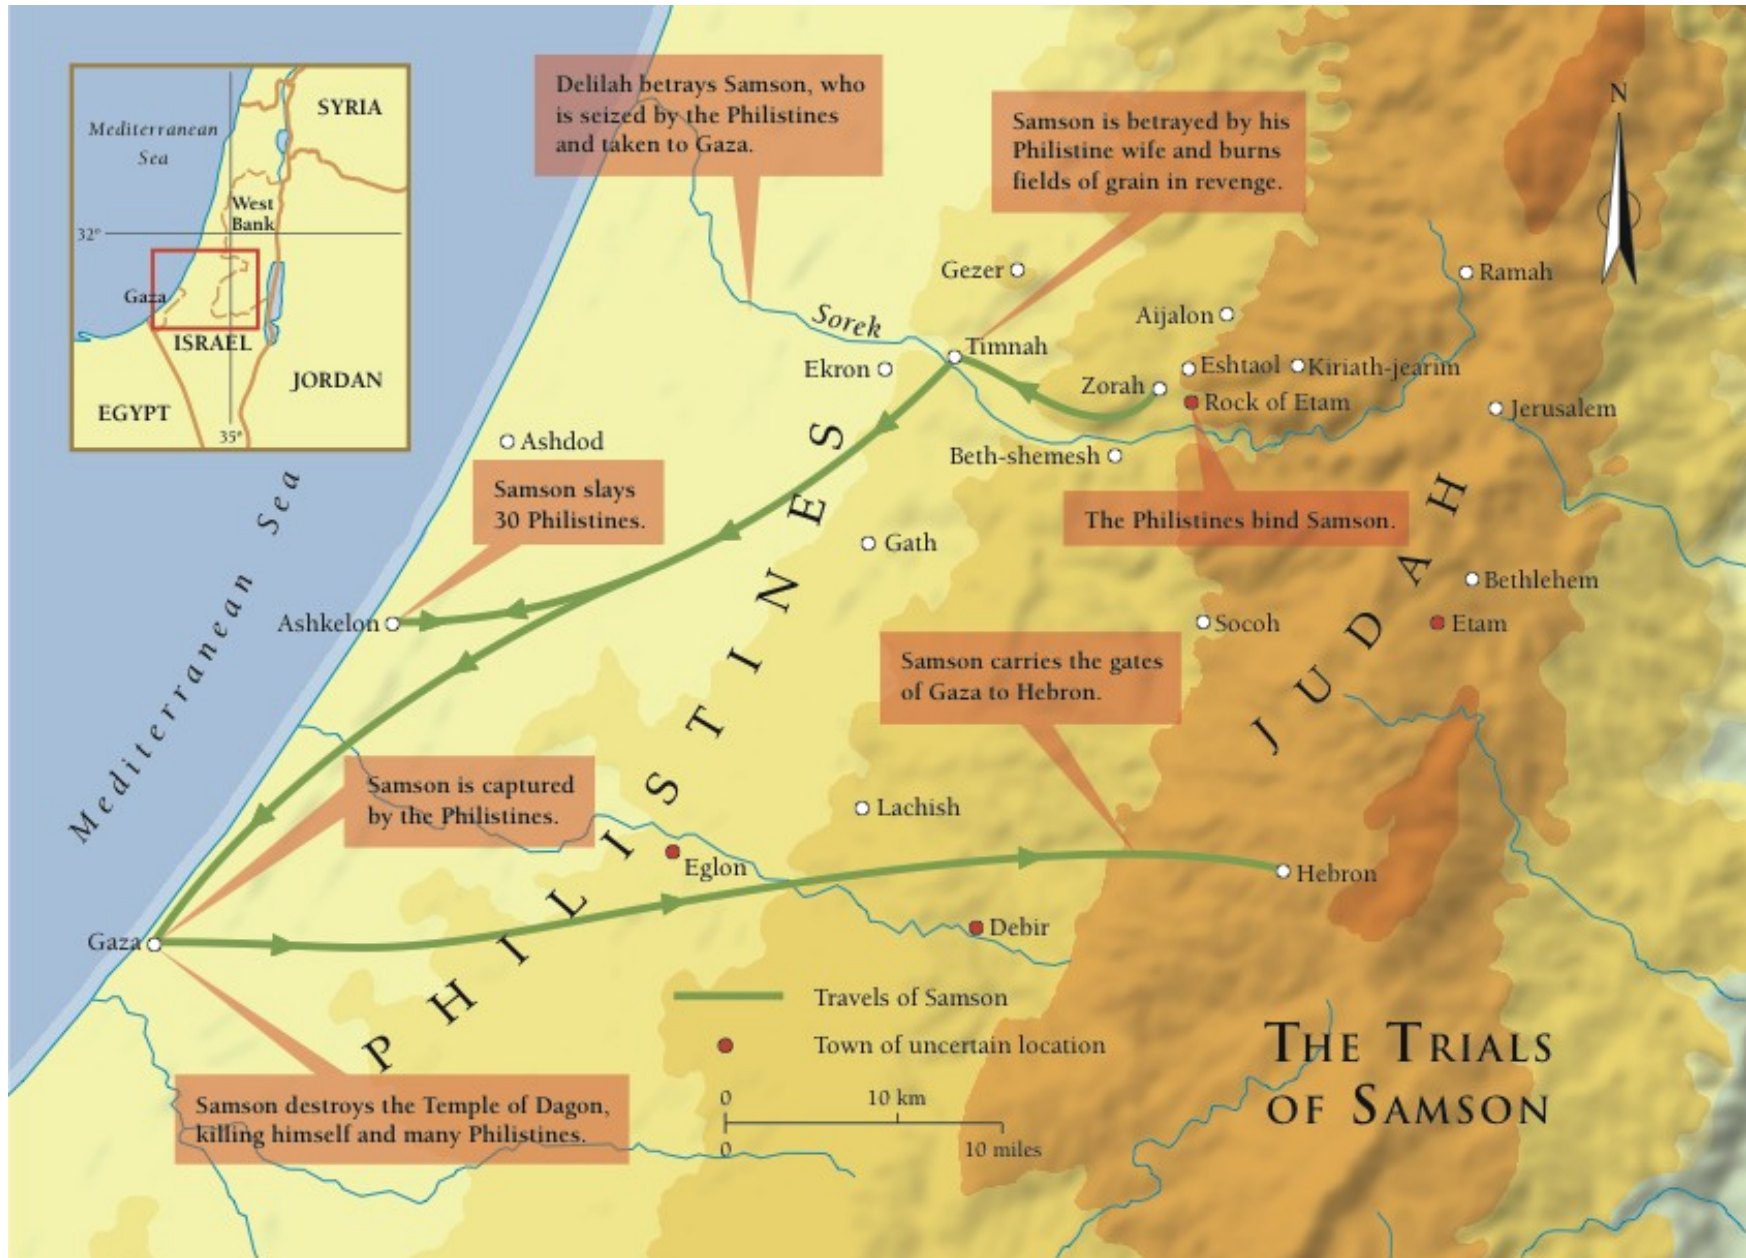 SYRIA
Mediterranean
Sea
West
Bank
32°
Gaza
ISRAEL
JORDAN
EGYPT
35°
Delilah betrays Samson, who
is seized by the Philistines
and taken to Gaza.
Samson is betrayed by his
Philistine wife and burns
fields of grain in revenge.
N
Gezer
Ramah
Sorek
Aijalon
Timnah
Ekron
Eshtaol
Kiriath-jearim
Zorah
Rock of Etam
Jerusalem
Ashdod
Beth-shemesh
Samson slays
30 Philistines.
The Philistines bind Samson.
Gath
Mediterranean Sea
PHILISTINES
JUDAH
Bethlehem
Ashkelon
Socoh
Etam
Samson carries the gates
of Gaza to Hebron.
Samson is captured
by the Philistines.
Lachish
Eglon
Hebron
Gaza
Debir
Travels of Samson
Town of uncertain location
0 10 km
0 10 miles
THE TRIALS
OF SAMSON
Samson destroys the Temple of Dagon,
killing himself and many Philistines.